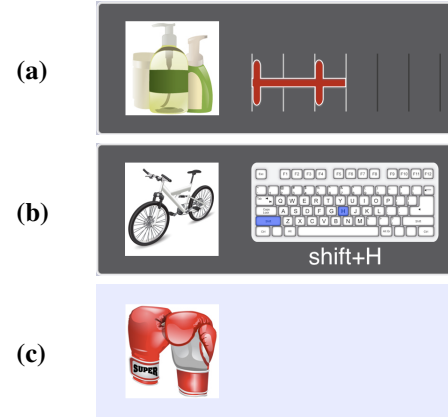 (a)
(b)
Q W E R T Y U I O P
A S D F G H J K L
Z X C V B N M
shift+H
(c)
SUPER